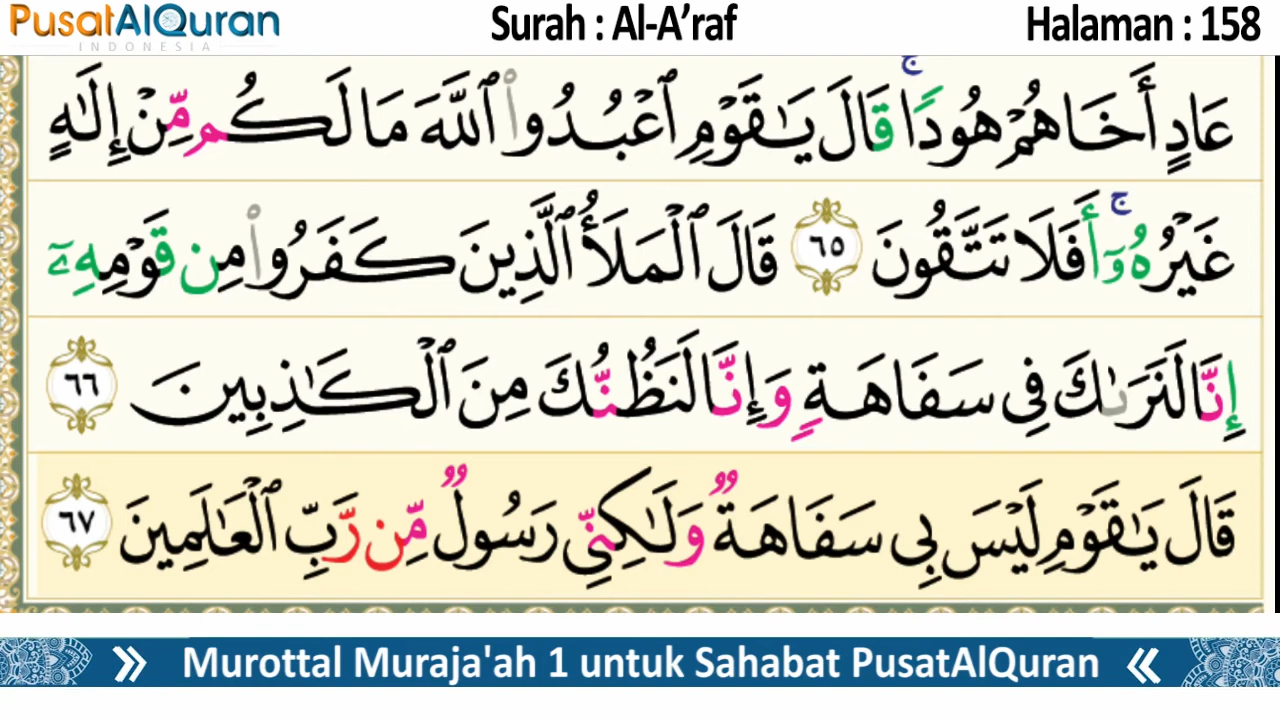 PusatAlQuran
INDONESIA
Surah : Al-A’raf
Halaman : 158
عَادٍ أَخَاهُمْ هُودًاۚ قَالَ يَـٰقَوْمِ ٱعْبُدُوا۟ ٱللَّهَ مَا لَكُم مِّنْ إِلَـٰهٍ
غَيْرُهُۥٓۚ أَفَلَا تَتَّقُونَ ٦٥ قَالَ ٱلْمَلَأُ ٱلَّذِينَ كَفَرُوا۟ مِن قَوْمِهِۦٓ
إِنَّا لَنَرَىٰكَ فِى سَفَاهَةٍ وَإِنَّا لَنَظُنُّكَ مِنَ ٱلْكَـٰذِبِينَ ٦٦
قَالَ يَـٰقَوْمِ لَيْسَ بِى سَفَاهَةٌ وَلَـٰكِنِّى رَسُولٌ مِّن رَّبِّ ٱلْعَـٰلَمِينَ ٦٧
» Murottal Muraja'ah 1 untuk Sahabat PusatAlQuran «